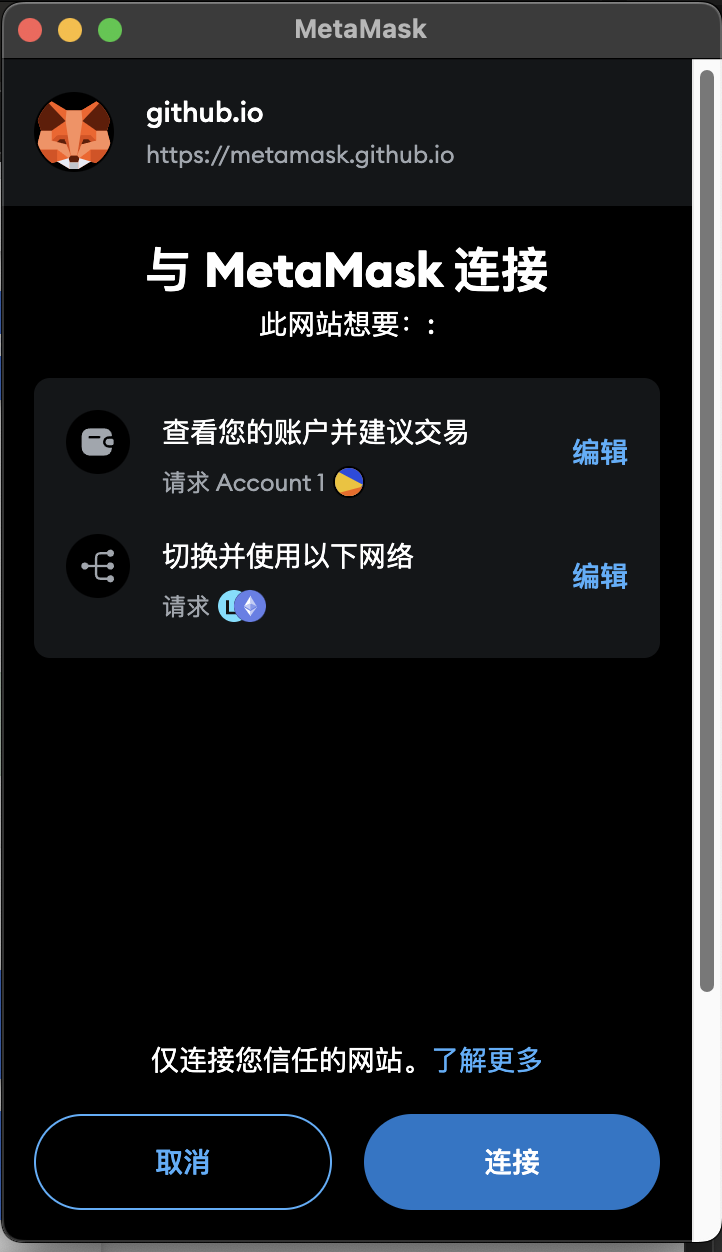 MetaMask
github.io
https://metamask.github.io
与 MetaMask 连接
此网站想要：:
查看您的账户并建议交易
编辑
请求 Account 1
切换并使用以下网络
编辑
请求 L
仅连接您信任的网站。了解更多
取消
连接